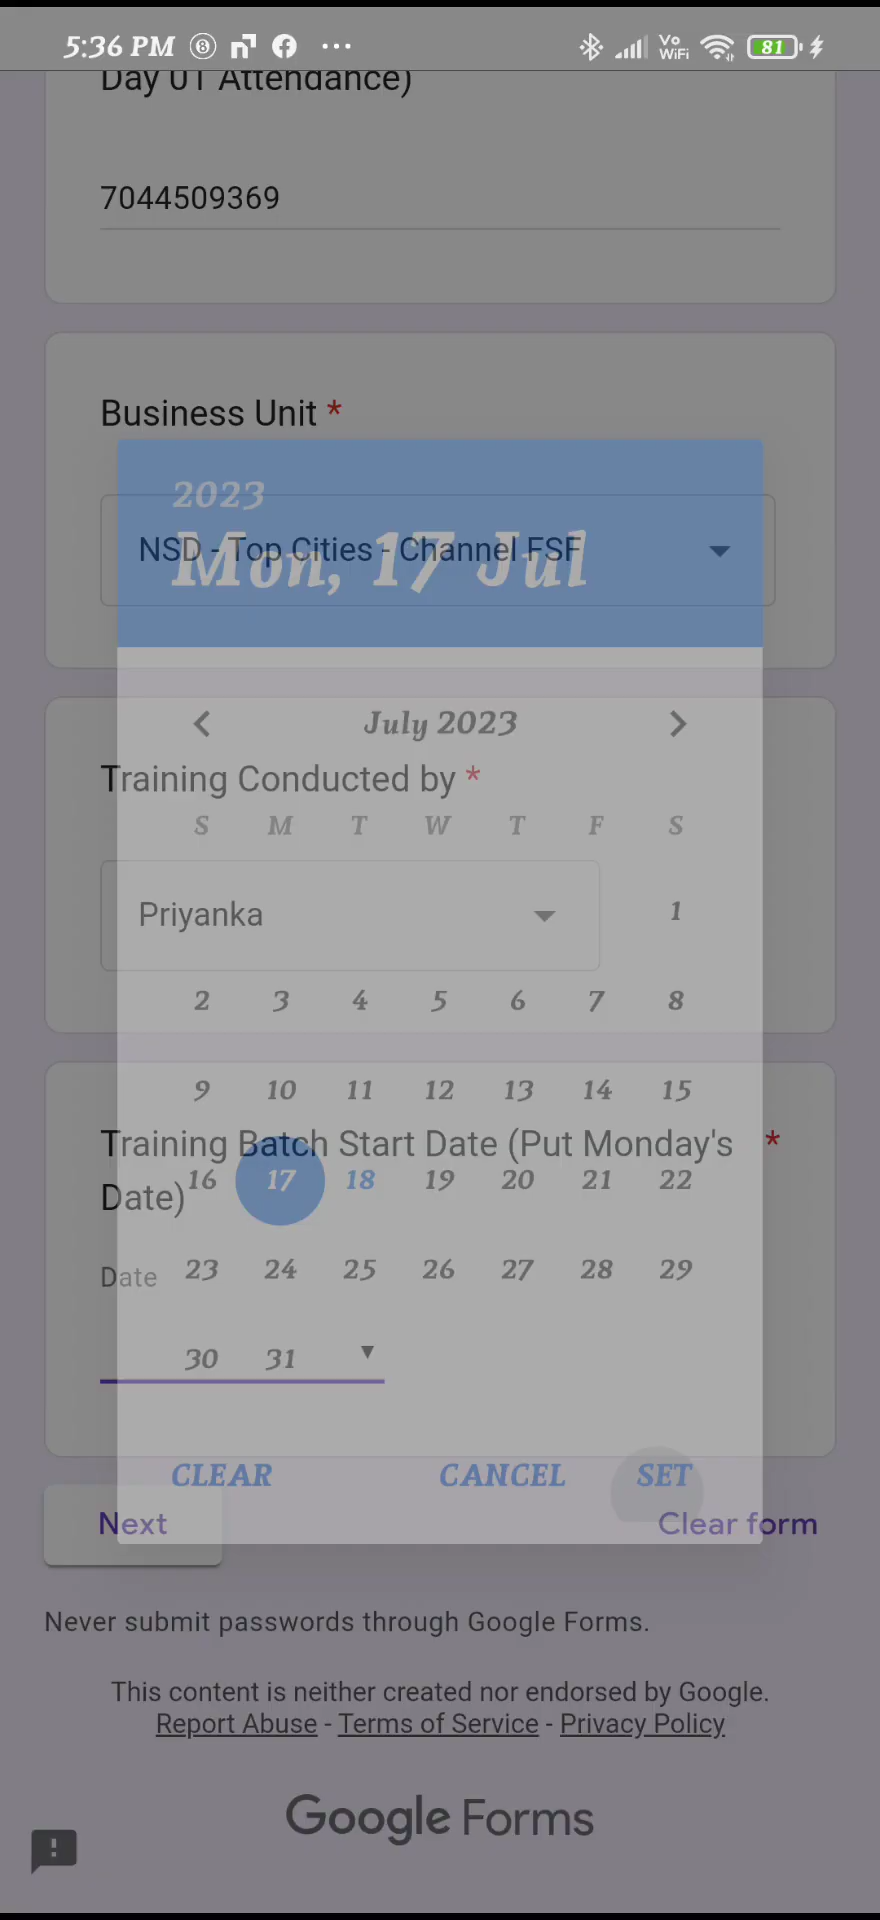 5:36 PM
Vo
WiFi
81
Day 01 Attendance)
7044509369
Business Unit *
2023
NSD - Top Cities - Channel FSF
Mon, 17 Jul
July 2023
Training Conducted by *
S M T W T F S
Priyanka
1
2 3 4 5 6 7 8
9 10 11 12 13 14 15
Training Batch Start Date (Put Monday's *
Date)
16 17 18 19 20 21 22
Date
23 24 25 26 27 28 29
30 31
CLEAR CANCEL SET
Next Clear form
Never submit passwords through Google Forms.
This content is neither created nor endorsed by Google.
Report Abuse - Terms of Service - Privacy Policy
Google Forms